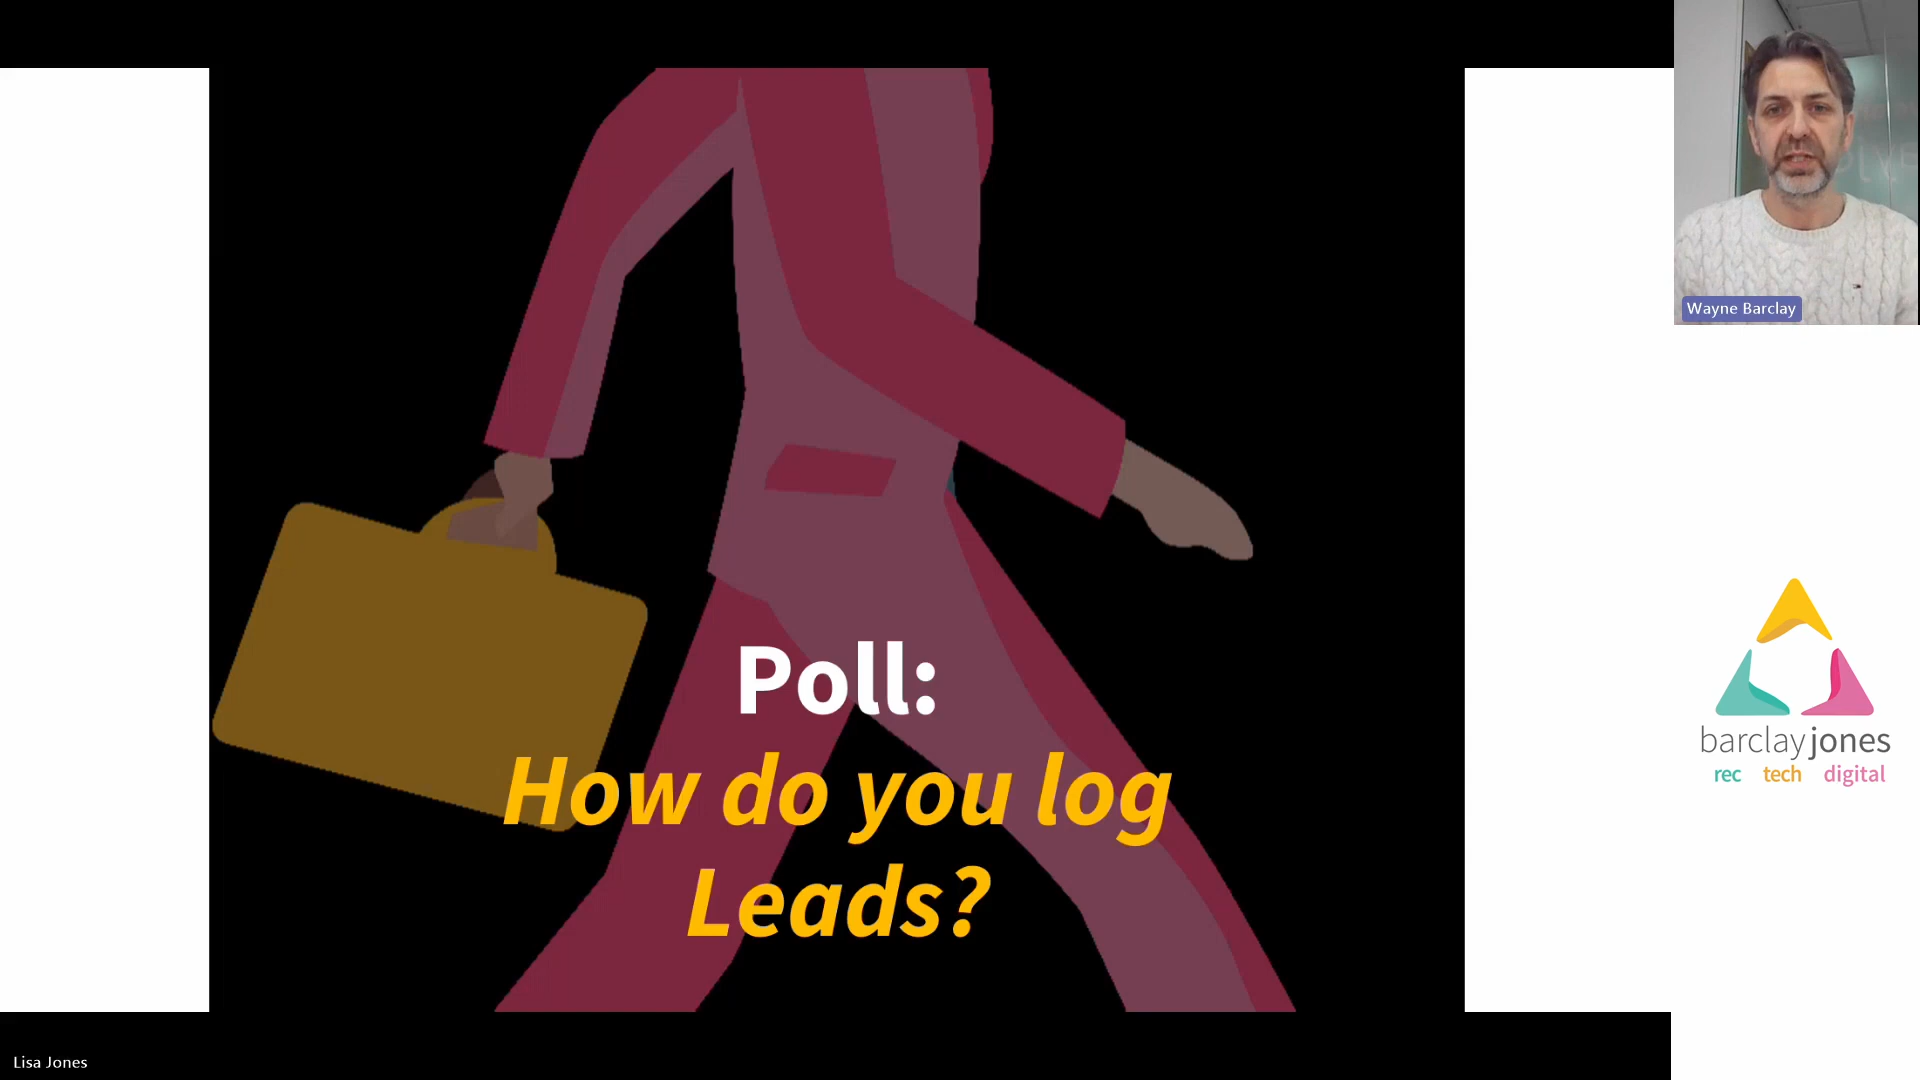 Poll:
How do you log
Leads?
Wayne Barclay
barclayjones
rec tech digital
Lisa Jones